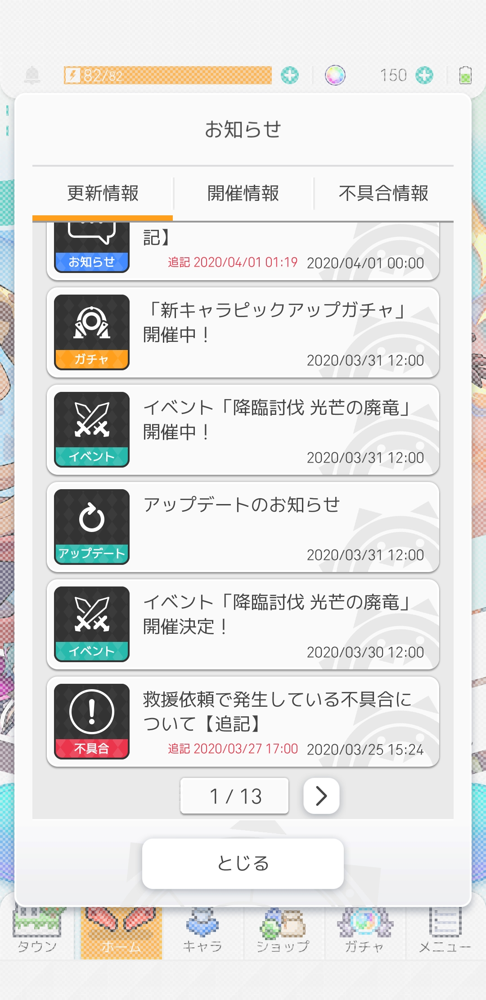 82/82
150
お知らせ
更新情報
開催情報
不具合情報
記】
お知らせ
追記 2020/04/01 01:19 2020/04/01 00:00
「新キャラピックアップガチャ」
開催中！
ガチャ
2020/03/31 12:00
イベント「降臨討伐 光芒の廃竜」
開催中！
イベント
2020/03/31 12:00
アップデートのお知らせ
アップデート
2020/03/31 12:00
イベント「降臨討伐 光芒の廃竜」
開催決定！
イベント
2020/03/30 12:00
救援依頼で発生している不具合に
ついて【追記】
不具合
追記 2020/03/27 17:00 2020/03/25 15:24
1 / 13
とじる
タウン
ホーム
キャラ
ショップ
ガチャ
メニュー